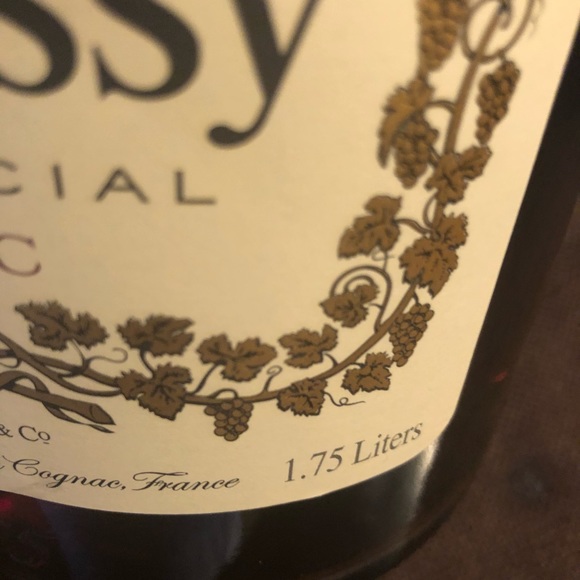 ssy
CIAL
C
& Co
à Cognac, France
1.75 Liters